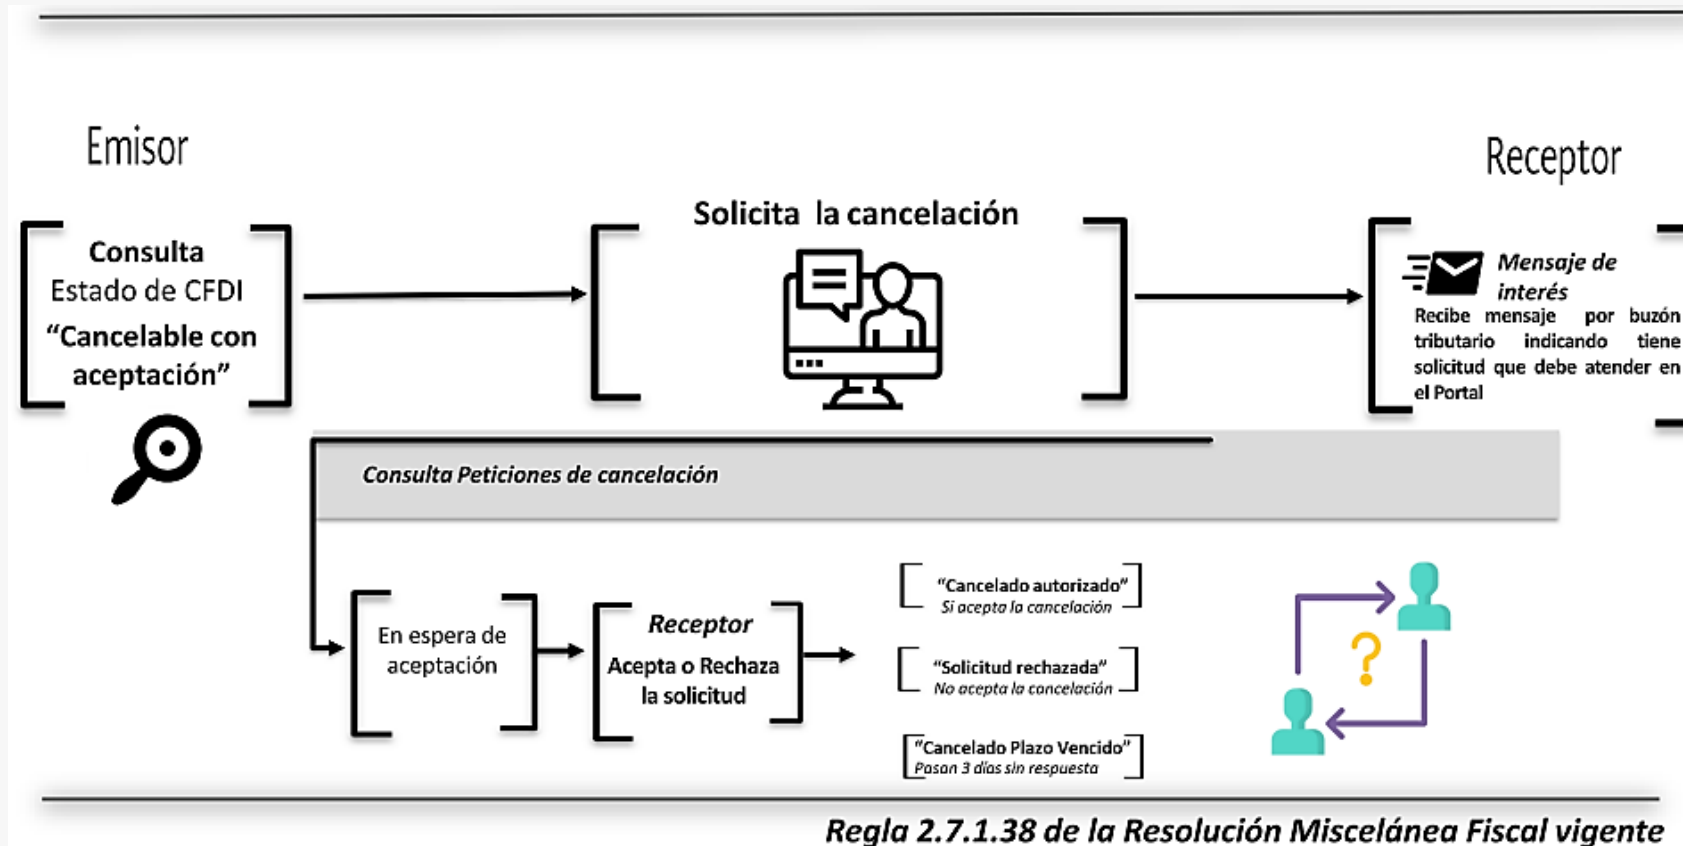 Emisor
Receptor
Consulta
Estado de CFDI
“Cancelable con
aceptación”
Solicita la cancelación
Mensaje de
interés
Recibe mensaje por buzón
tributario indicando tiene
solicitud que debe atender en
el Portal
Consulta Peticiones de cancelación
En espera de
aceptación
Receptor
Acepta o Rechaza
la solicitud
“Cancelado autorizado”
Si acepta la cancelación
“Solicitud rechazada”
No acepta la cancelación
“Cancelado Plazo Vencido”
Pasan 3 días sin respuesta
?
Regla 2.7.1.38 de la Resolución Miscelánea Fiscal vigente